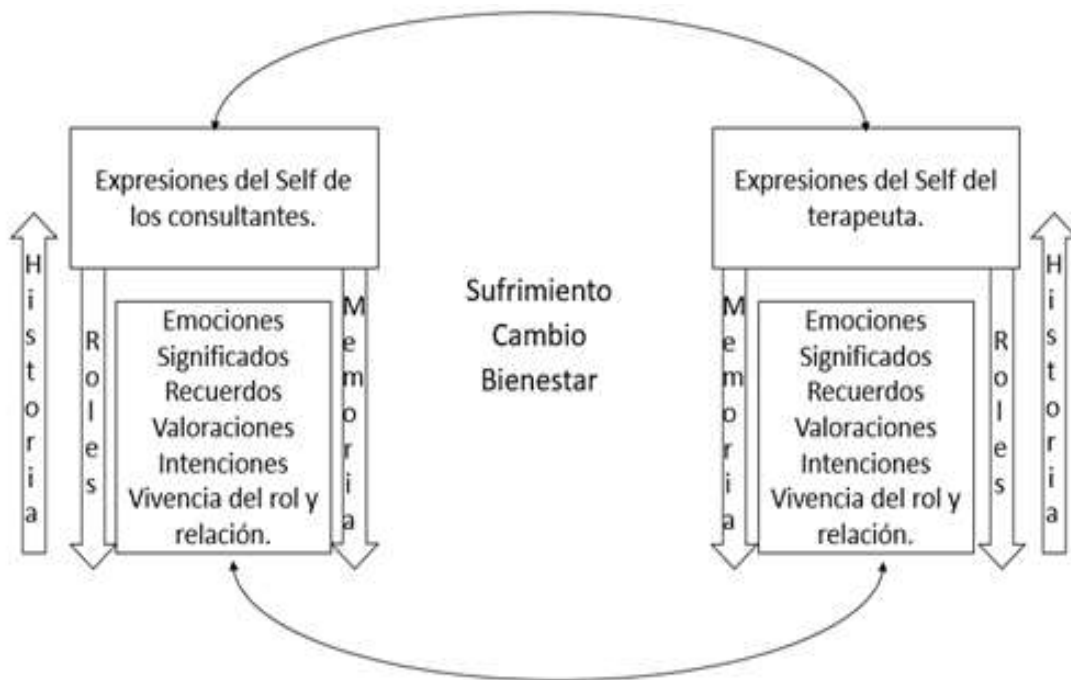 Expresiones del Self de
los consultantes.
Expresiones del Self del
terapeuta.
Historia
Roles
Emociones
Significados
Recuerdos
Valoraciones
Intenciones
Vivencia del rol y
relación.
Memoria
Sufrimiento
Cambio
Bienestar
Memoria
Emociones
Significados
Recuerdos
Valoraciones
Intenciones
Vivencia del rol y
relación.
Roles
Historia